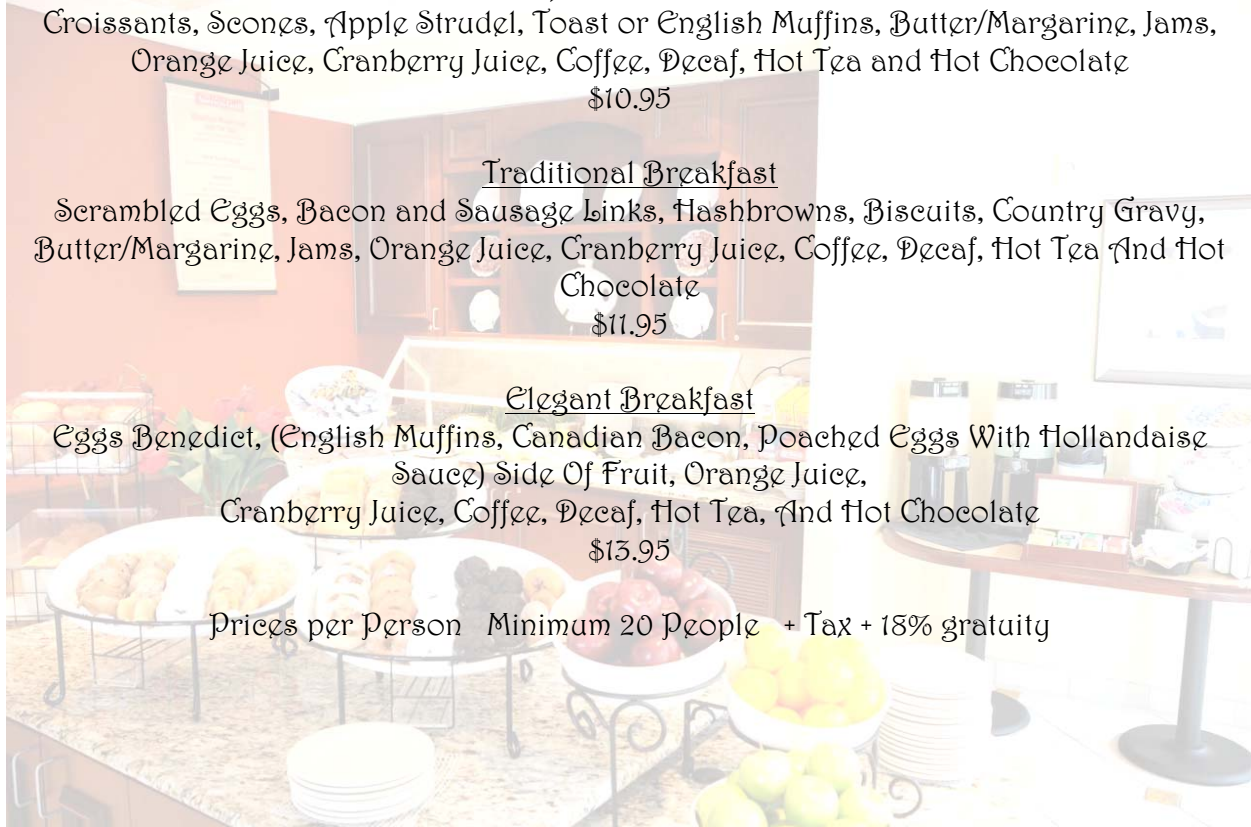 Croissants, Scones, Apple Strudel, Toast or English Muffins, Butter/Margarine, Jams,
Orange Juice, Cranberry Juice, Coffee, Decaf, Hot Tea and Hot Chocolate
$10.95
Traditional Breakfast
Scrambled Eggs, Bacon and Sausage Links, Hashbrowns, Biscuits, Country Gravy,
Butter/Margarine, Jams, Orange Juice, Cranberry Juice, Coffee, Decaf, Hot Tea And Hot
Chocolate
$11.95
Elegant Breakfast
Eggs Benedict, (English Muffins, Canadian Bacon, Poached Eggs With Hollandaise
Sauce) Side Of Fruit, Orange Juice,
Cranberry Juice, Coffee, Decaf, Hot Tea, And Hot Chocolate
$13.95
Prices per Person Minimum 20 People + Tax + 18% gratuity